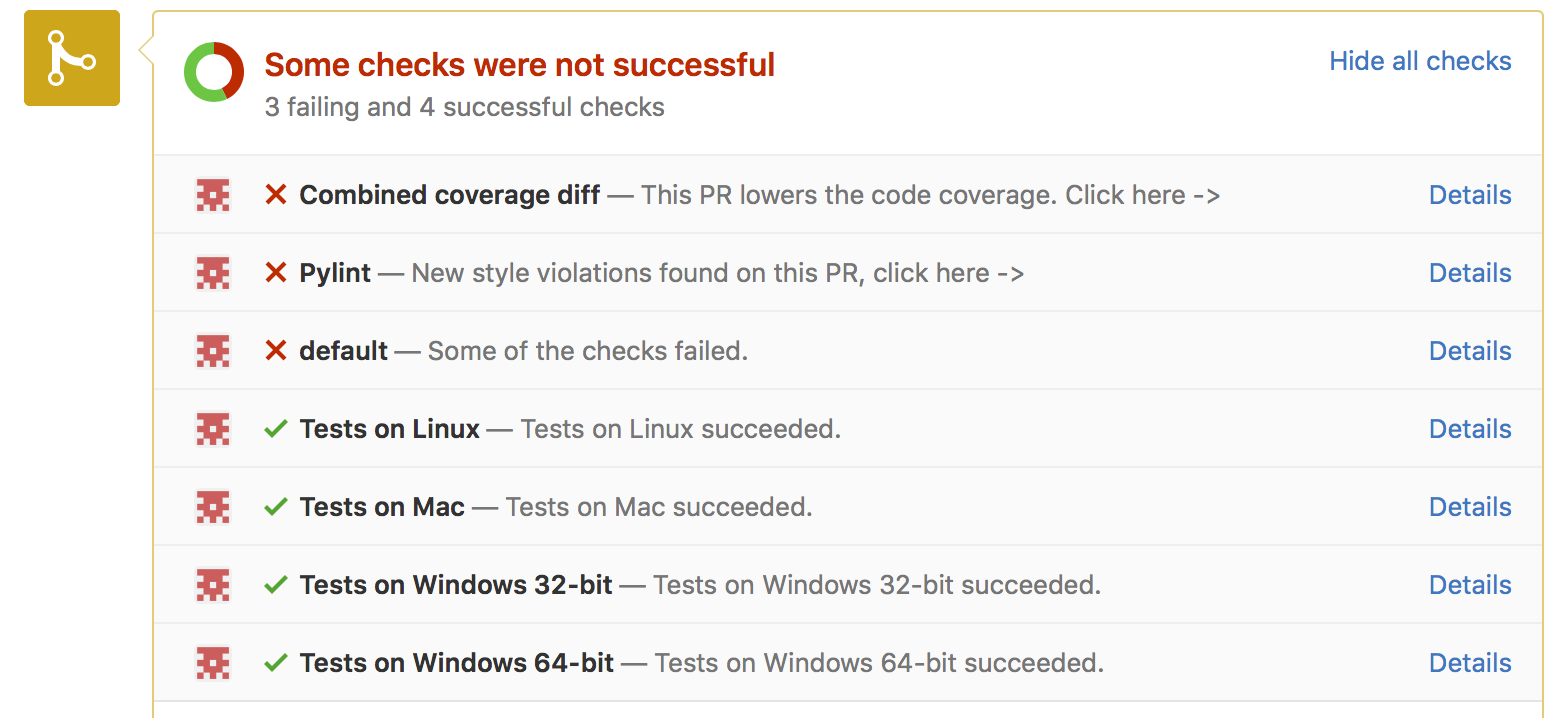 Some checks were not successful
Hide all checks
3 failing and 4 successful checks
Combined coverage diff — This PR lowers the code coverage. Click here -> Details
Pylint — New style violations found on this PR, click here -> Details
default — Some of the checks failed. Details
Tests on Linux — Tests on Linux succeeded. Details
Tests on Mac — Tests on Mac succeeded. Details
Tests on Windows 32-bit — Tests on Windows 32-bit succeeded. Details
Tests on Windows 64-bit — Tests on Windows 64-bit succeeded. Details